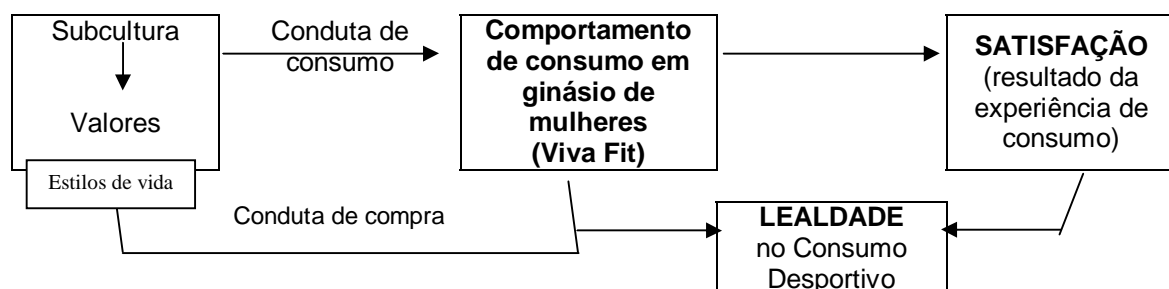 Subcultura
Valores
Estilos de vida
Conduta de
consumo
Comportamento
de consumo em
ginásio de
mulheres
(Viva Fit)
SATISFAÇÃO
(resultado da
experiência de
consumo)
Conduta de compra
LEALDADE
no Consumo
Desportivo